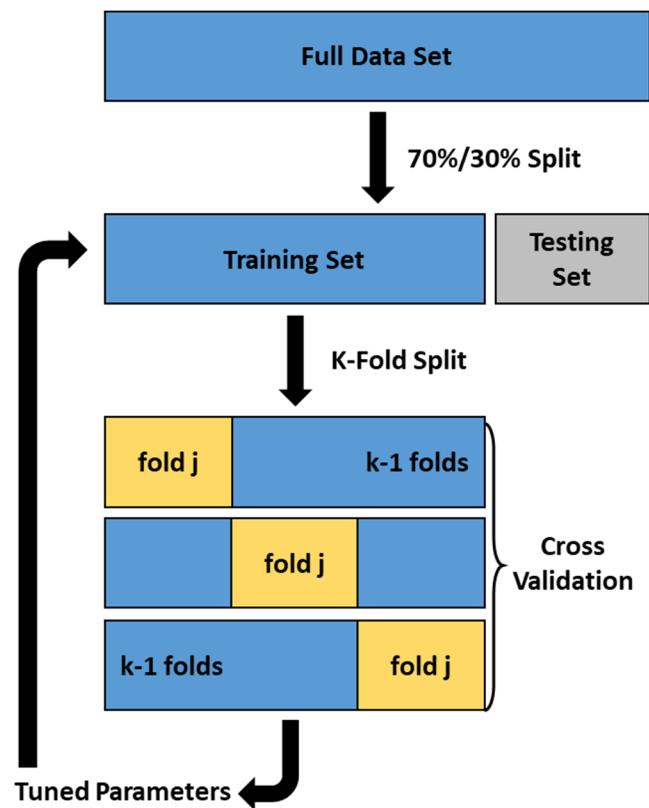 Full Data Set
70%/30% Split
Training Set
Testing
Set
K-Fold Split
fold j
k-1 folds
fold j
Cross
Validation
k-1 folds
fold j
Tuned Parameters